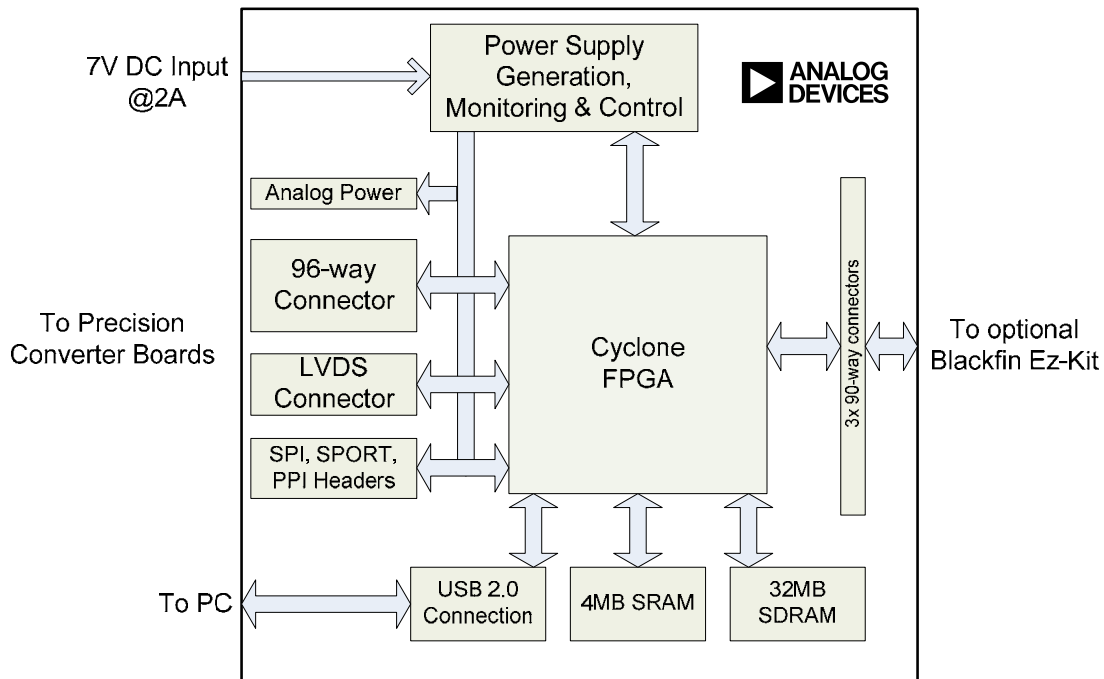 7V DC Input
@2A
Power Supply
Generation,
Monitoring & Control
ANALOG
DEVICES
Analog Power
96-way
Connector
To Precision
Converter Boards
LVDS
Connector
SPI, SPORT,
PPI Headers
Cyclone
FPGA
3x 90-way connectors
To optional
Blackfin Ez-Kit
To PC
USB 2.0
Connection
4MB SRAM
32MB
SDRAM